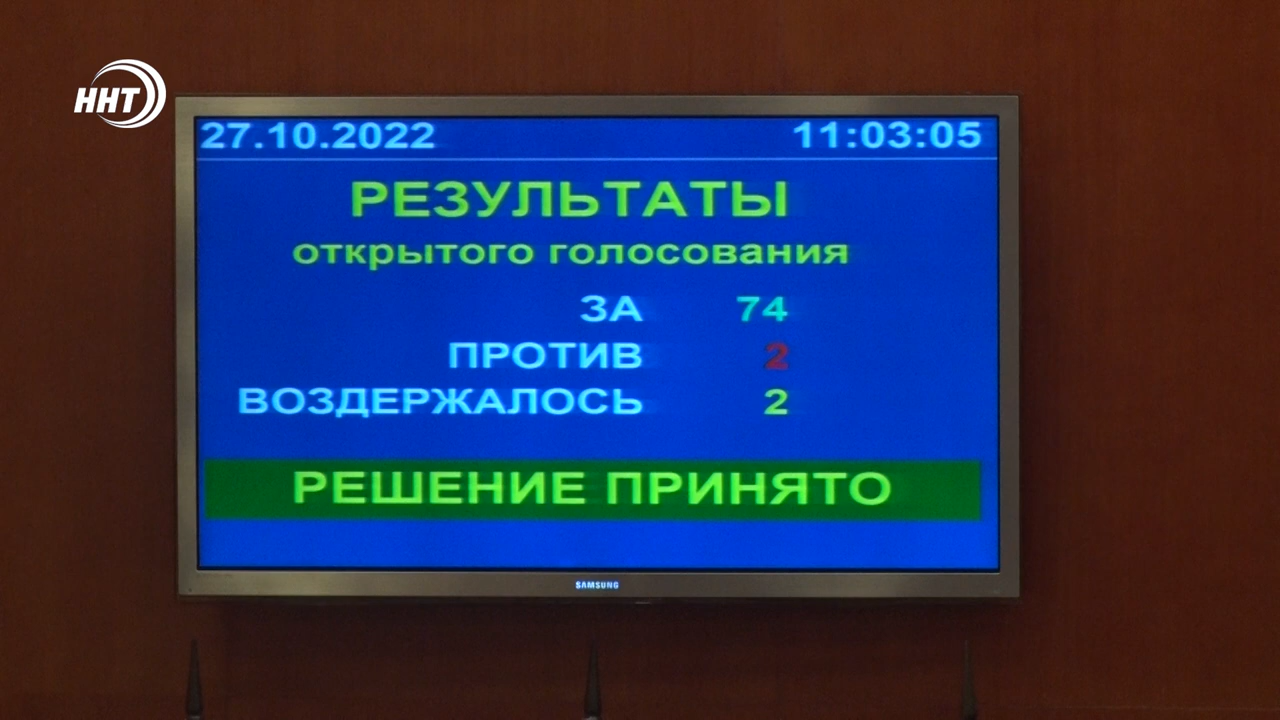 ННТ
27.10.2022 11:03:05
РЕЗУЛЬТАТЫ
открытого голосования
ЗА 74
ПРОТИВ 2
ВОЗДЕРЖАЛОСЬ 2
РЕШЕНИЕ ПРИНЯТО
SAMSUNG